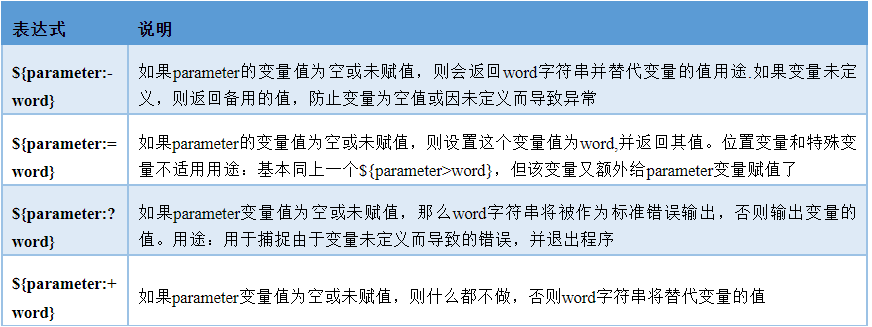 表达式 说明
${parameter:- 如果parameter的变量值为空或未赋值，则会返回word字符串并替代变量的值用途.如果变量未定
word} 义，则返回备用的值，防止变量为空值或因未定义而导致异常
${parameter:= 如果parameter的变量值为空或未赋值，则设置这个变量值为word,并返回其值。位置变量和特殊变
word} 量不适用用途：基本同上一个${parameter>word}，但该变量又额外给parameter变量赋值了
${parameter:? 如果parameter变量值为空或未赋值，那么word字符串将被作为标准错误输出，否则输出变量的
word} 值。用途：用于捕捉由于变量未定义而导致的错误，并退出程序
${parameter:+
word}
如果parameter变量值为空或未赋值，则什么都不做，否则word字符串将替代变量的值